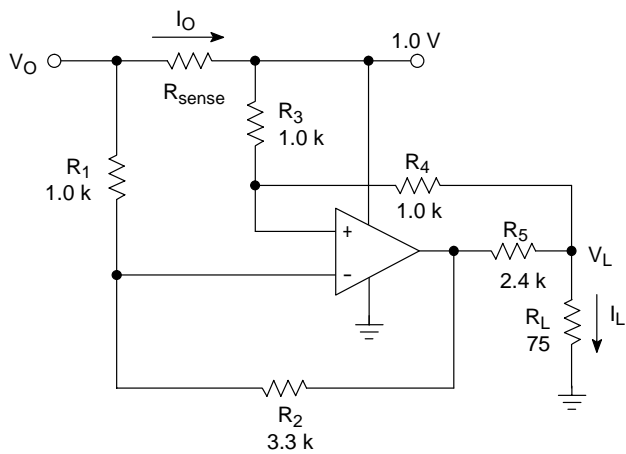 I_O
V_O
1.0 V
R_sense
R_3
1.0 k
R_1
1.0 k
R_4
1.0 k
+
−
R_5
2.4 k
V_L
R_L
75
I_L
R_2
3.3 k